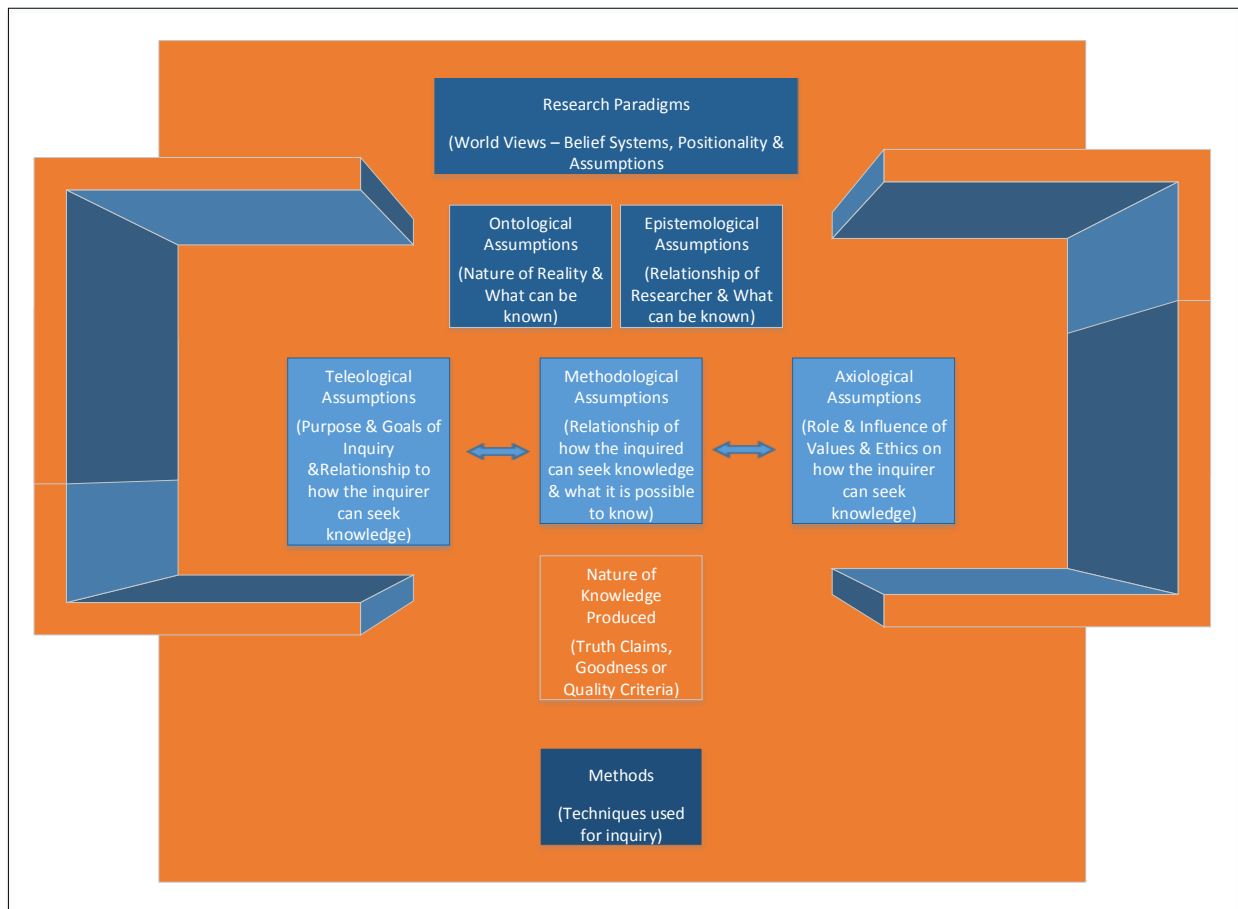 Research Paradigms
(World Views – Belief Systems, Positionality &
Assumptions
Ontological
Assumptions
(Nature of Reality &
What can be
known)
Epistemological
Assumptions
(Relationship of
Researcher & What
can be known)
Teleological
Assumptions
(Purpose & Goals of
Inquiry
&Relationship to
how the inquirer
can seek
knowledge)
Methodological
Assumptions
(Relationship of
how the inquired
can seek knowledge
& what it is possible
to know)
Axiological
Assumptions
(Role & Influence of
Values & Ethics on
how the inquirer
can seek
knowledge)
Nature of
Knowledge
Produced
(Truth Claims,
Goodness or
Quality Criteria)
Methods
(Techniques used
for inquiry)